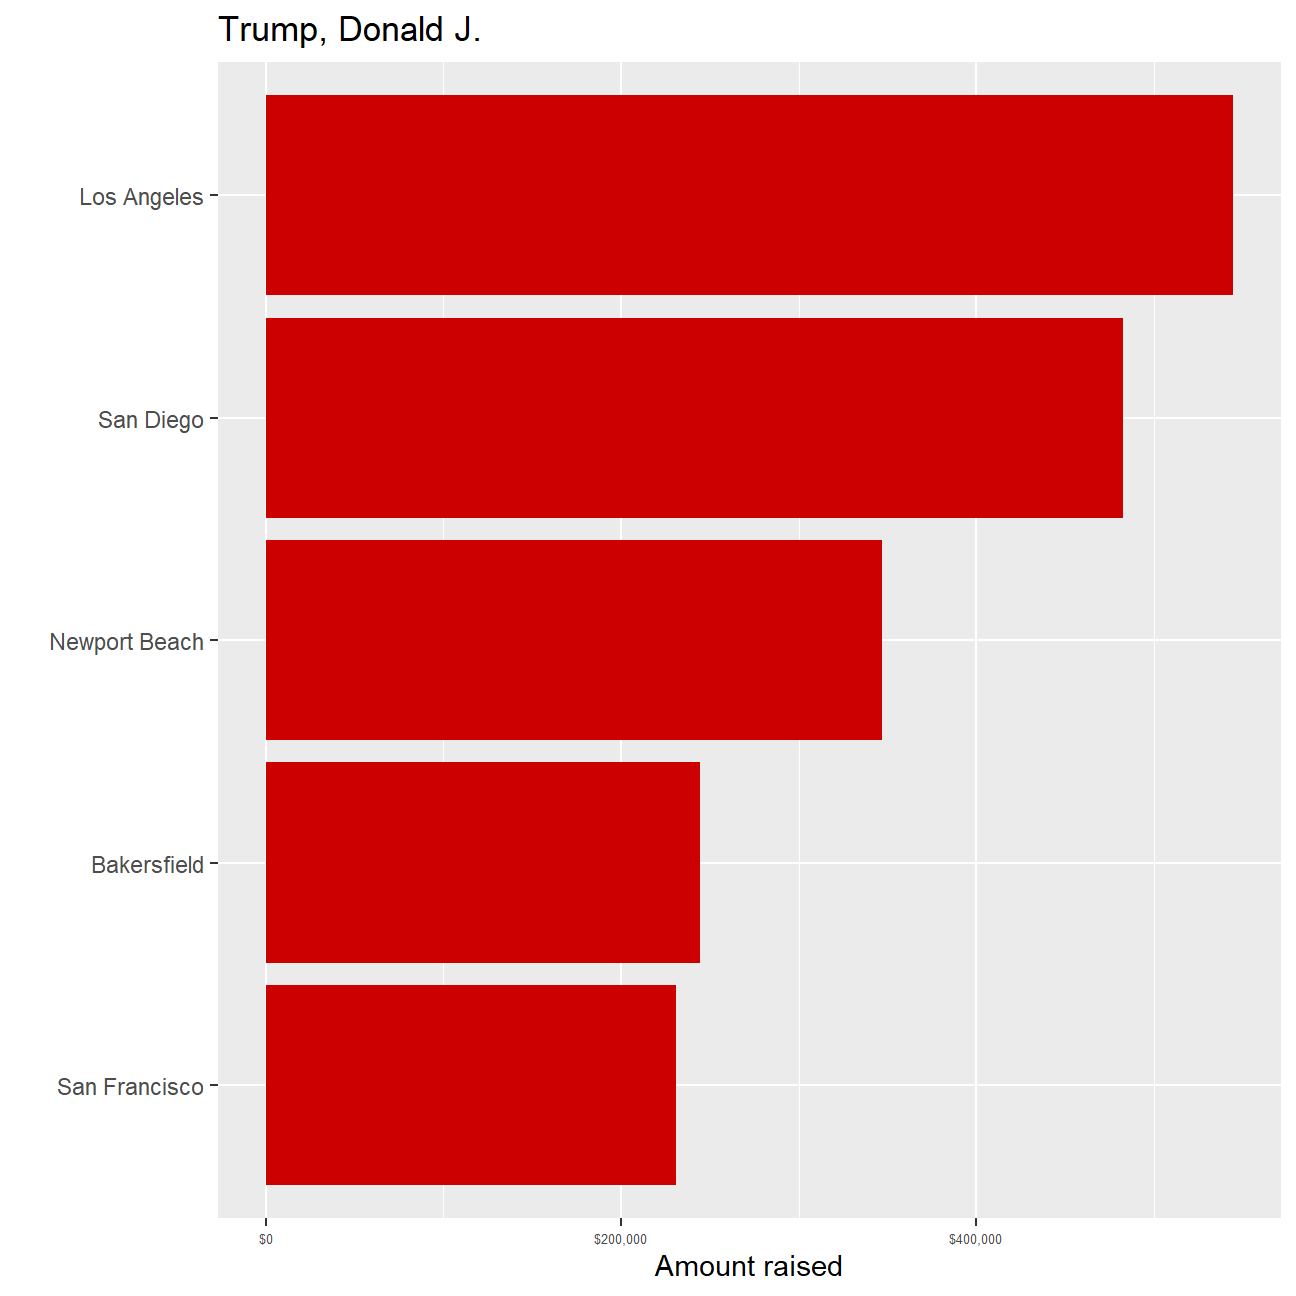 Trump, Donald J.
Los Angeles
San Diego
Newport Beach
Bakersfield
San Francisco
$0 $200,000 $400,000
Amount raised